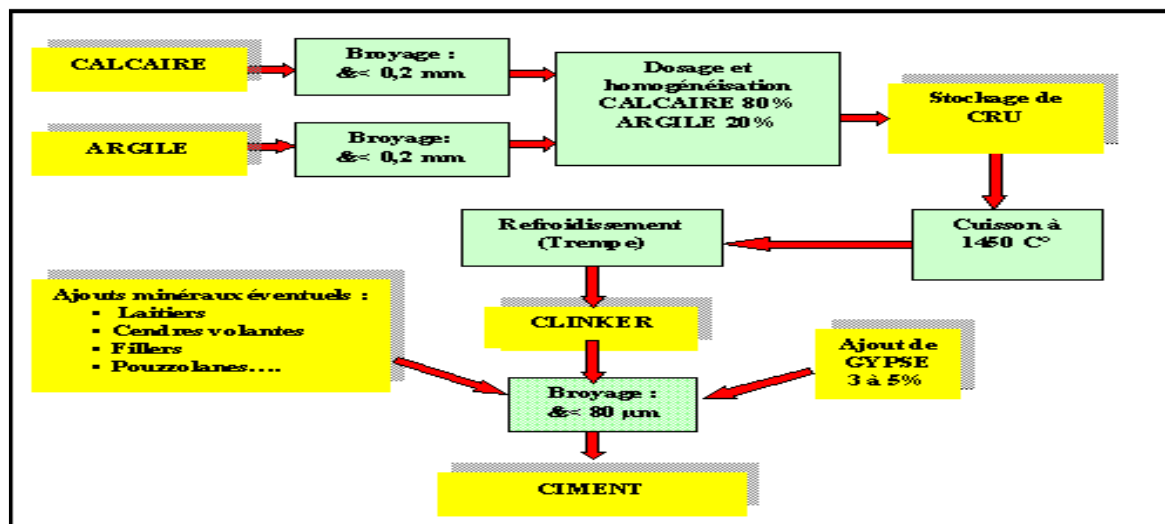 CALCAIRE
Broyage :
&< 0,2 mm
Dosage et
homogénéisation
CALCAIRE 80%
ARGILE 20%
Stockage de
CRU
ARGILE
Broyage:
&< 0,2 mm
Refroidissement
(Trempe)
Cuisson à
1450 C°
Ajouts minéraux éventuels :
▪ Laitiers
▪ Cendres volantes
▪ Fillers
▪ Pouzzolanes….
CLINKER
Ajout de
GYPSE
3 à 5%
Broyage :
&< 80 µm
CIMENT